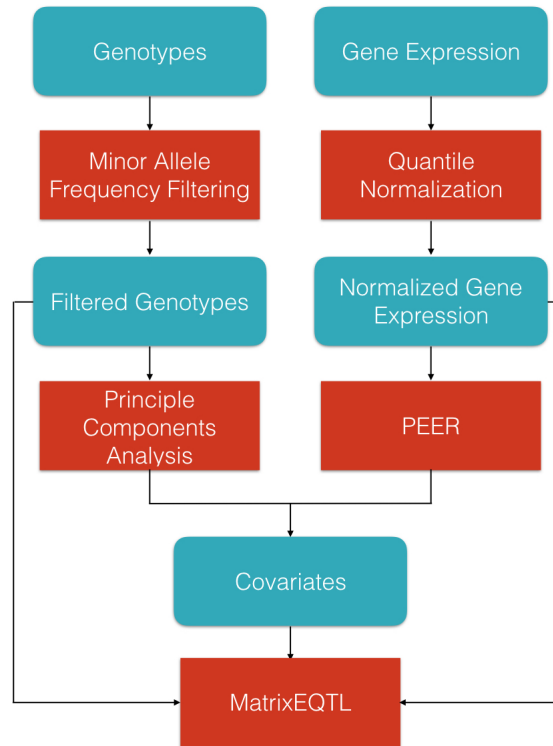 Genotypes
Gene Expression
Minor Allele
Frequency Filtering
Quantile
Normalization
Filtered Genotypes
Normalized Gene
Expression
Principle
Components
Analysis
PEER
Covariates
MatrixEQTL